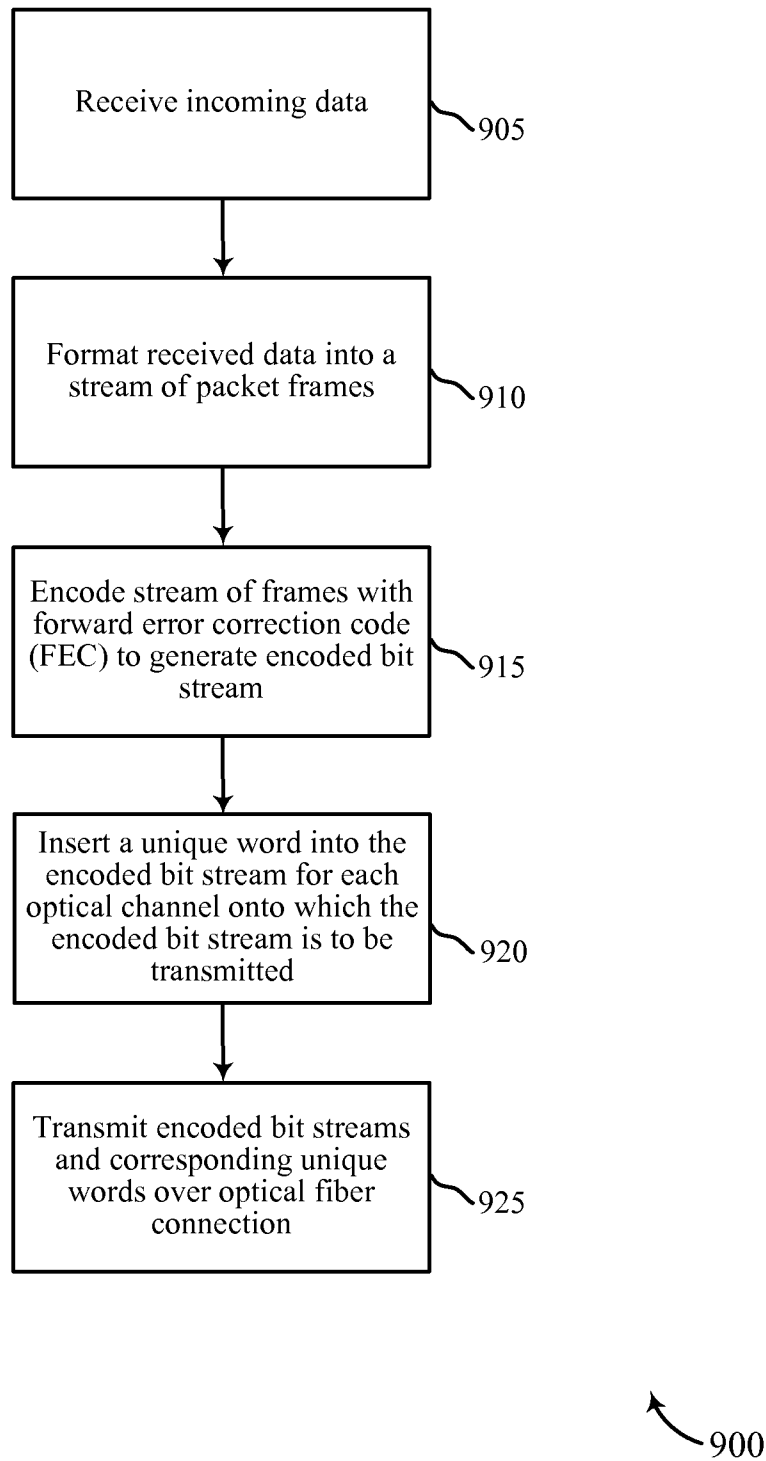 Receive incoming data
905
Format received data into a
stream of packet frames
910
Encode stream of frames with
forward error correction code
(FEC) to generate encoded bit
stream
915
Insert a unique word into the
encoded bit stream for each
optical channel onto which the
encoded bit stream is to be
transmitted
920
Transmit encoded bit streams
and corresponding unique
words over optical fiber
connection
925
900